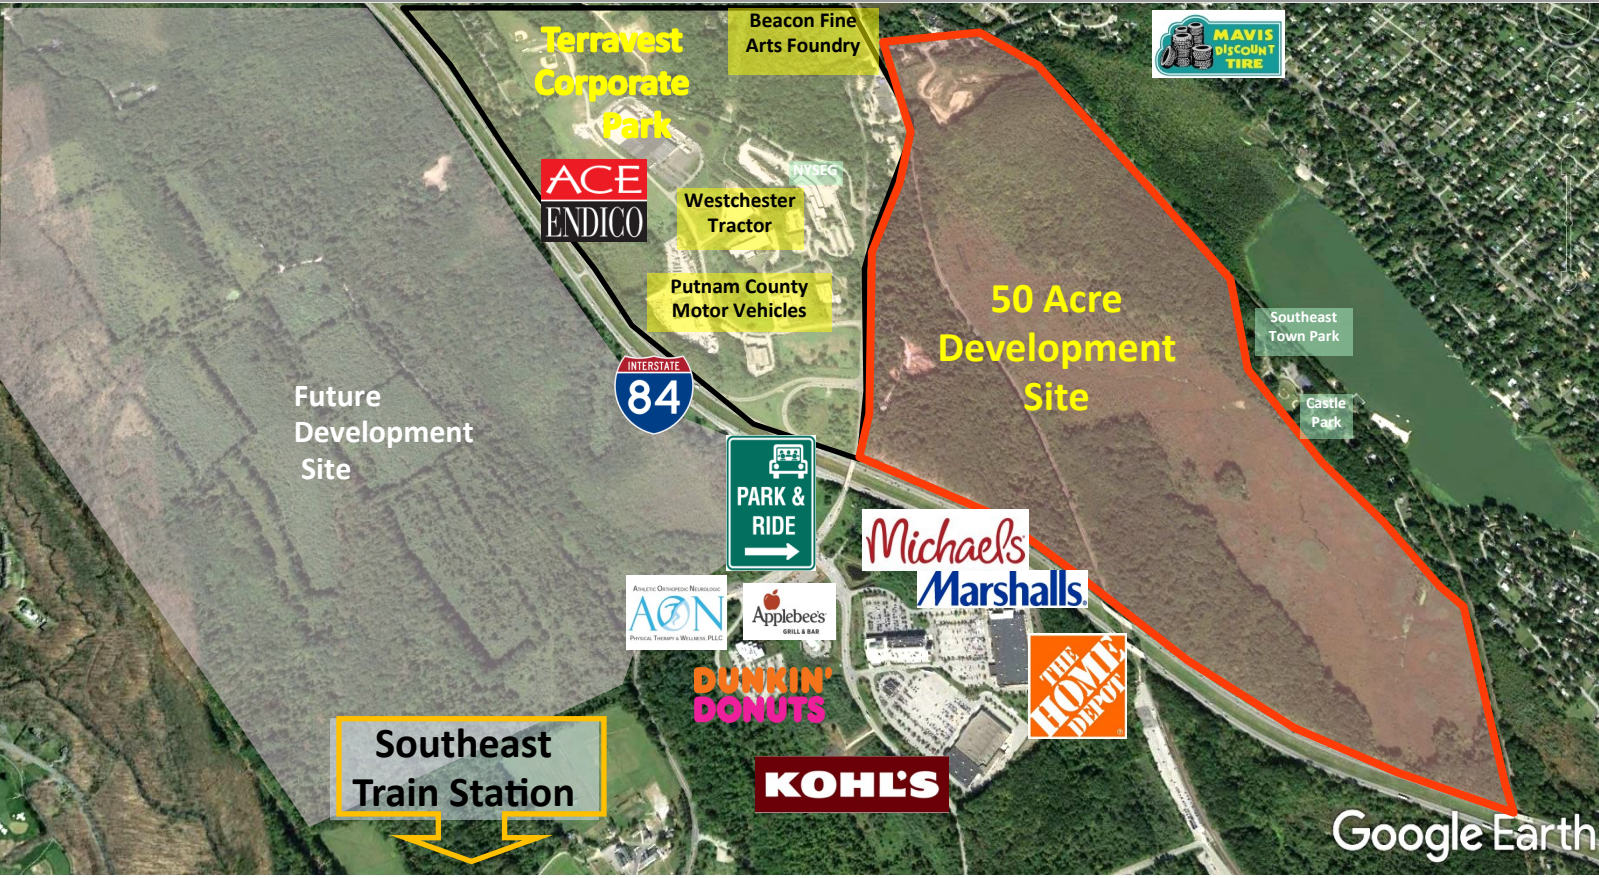 Beacon Fine
Arts Foundry
Terravest
Corporate
Park
MAVIS
DISCOUNT
TIRE
ACE
ENDICO
NYSEG
Westchester
Tractor
Putnam County
Motor Vehicles
50 Acre
Development
Site
Southeast
Town Park
Castle
Park
INTERSTATE
84
Future
Development
Site
PARK &
RIDE
Michaels
Marshalls.
ATHLETIC ORTHOPEDIC NEUROLOGIC
AON
PHYSICAL THERAPY & WELLNESS, PLLC
Applebee's
GRILL & BAR
DUNKIN'
DONUTS
THE
HOME
DEPOT
KOHL'S
Southeast
Train Station
Google Earth